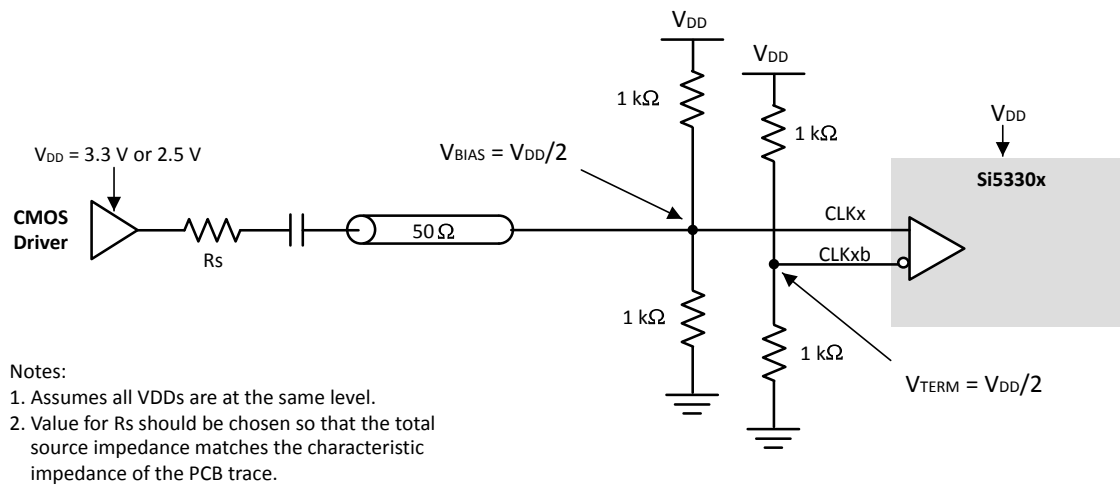 VDD
VDD
1 kΩ
1 kΩ
VDD
VDD = 3.3 V or 2.5 V
VBIAS = VDD/2
Si5330x
CMOS
Driver
Rs
50 Ω
CLKx
CLKxb
1 kΩ
1 kΩ
VTERM = VDD/2
Notes:
1. Assumes all VDDs are at the same level.
2. Value for Rs should be chosen so that the total
source impedance matches the characteristic
impedance of the PCB trace.